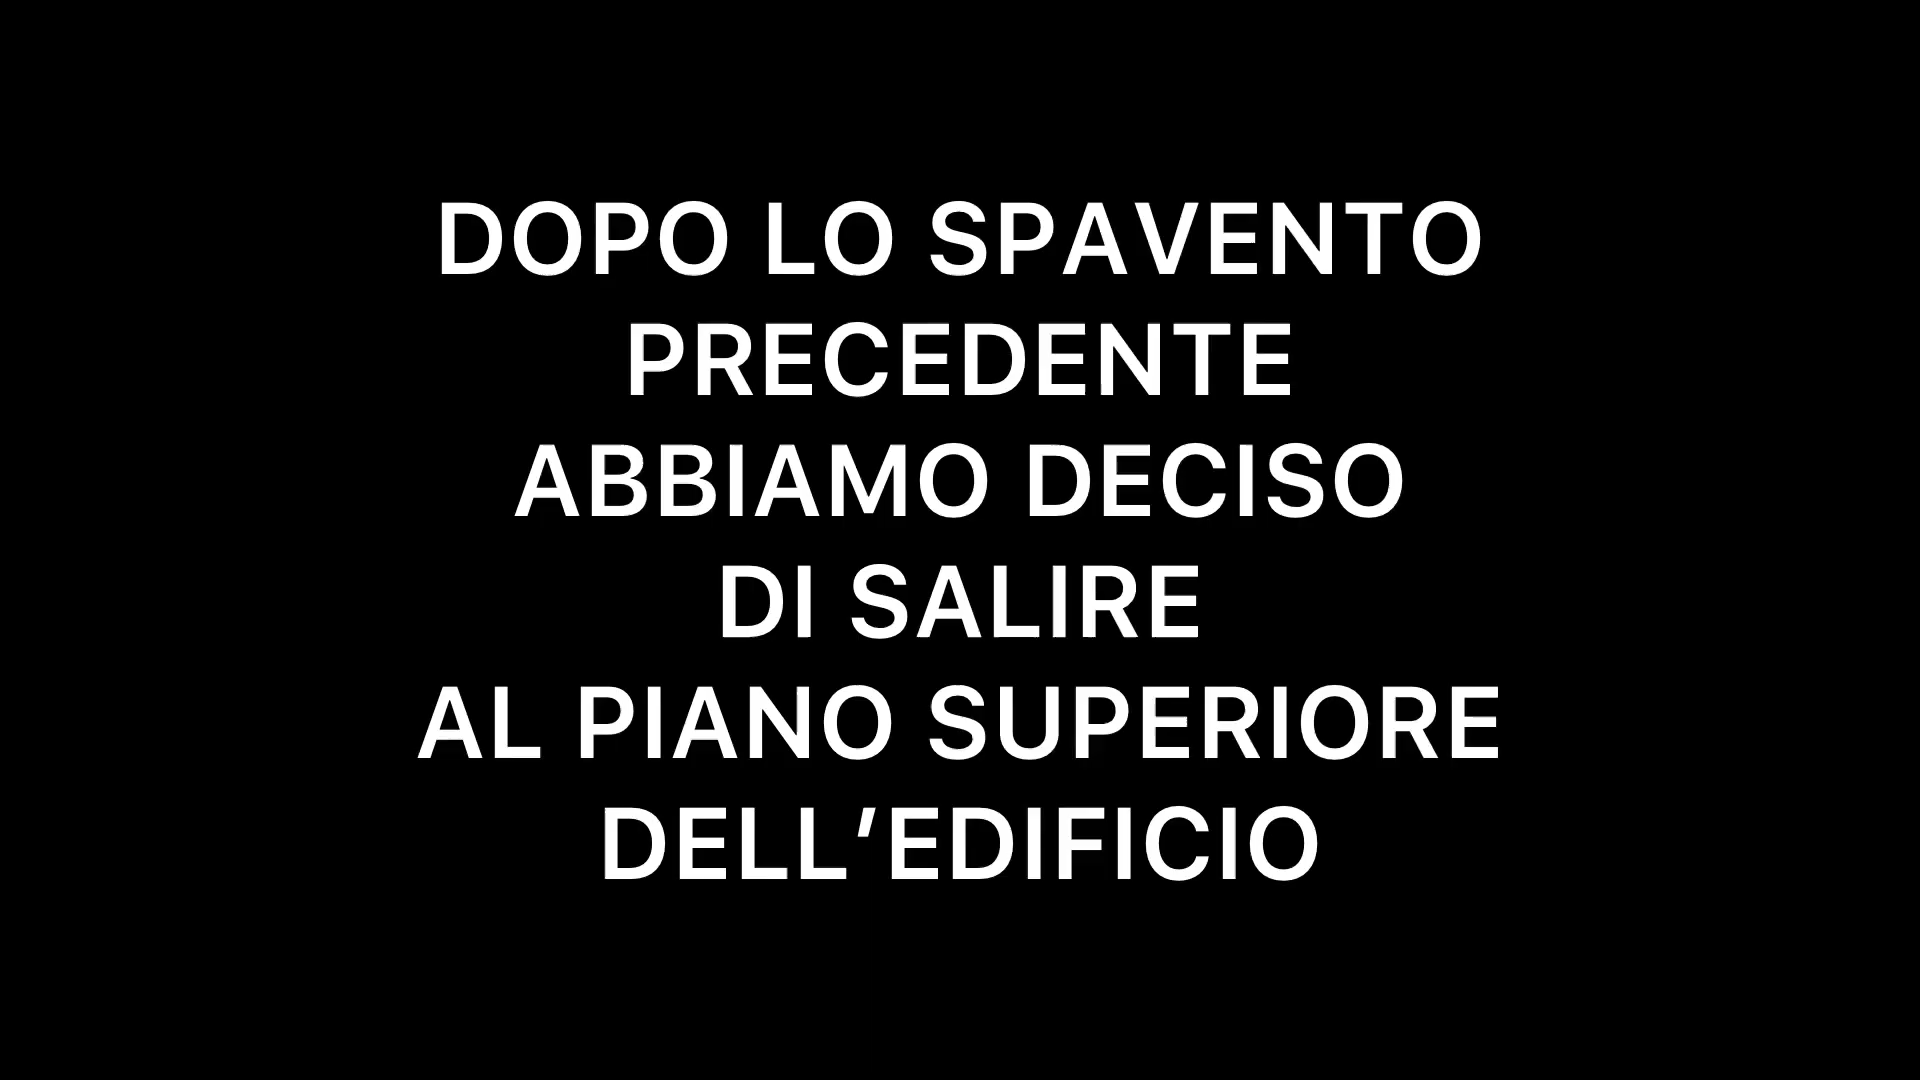 DOPO LO SPAVENTO
PRECEDENTE
ABBIAMO DECISO
DI SALIRE
AL PIANO SUPERIORE
DELL’EDIFICIO